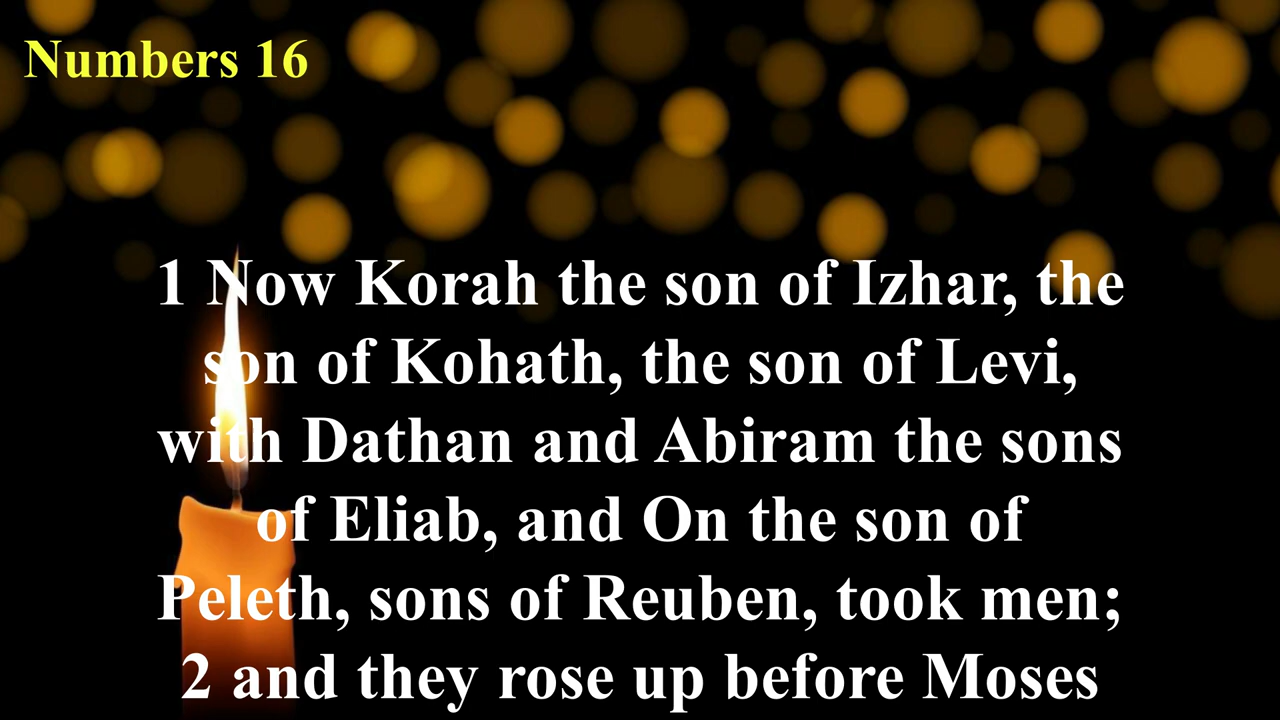 Numbers 16
1 Now Korah the son of Izhar, the
son of Kohath, the son of Levi,
with Dathan and Abiram the sons
of Eliab, and On the son of
Peleth, sons of Reuben, took men;
2 and they rose up before Moses